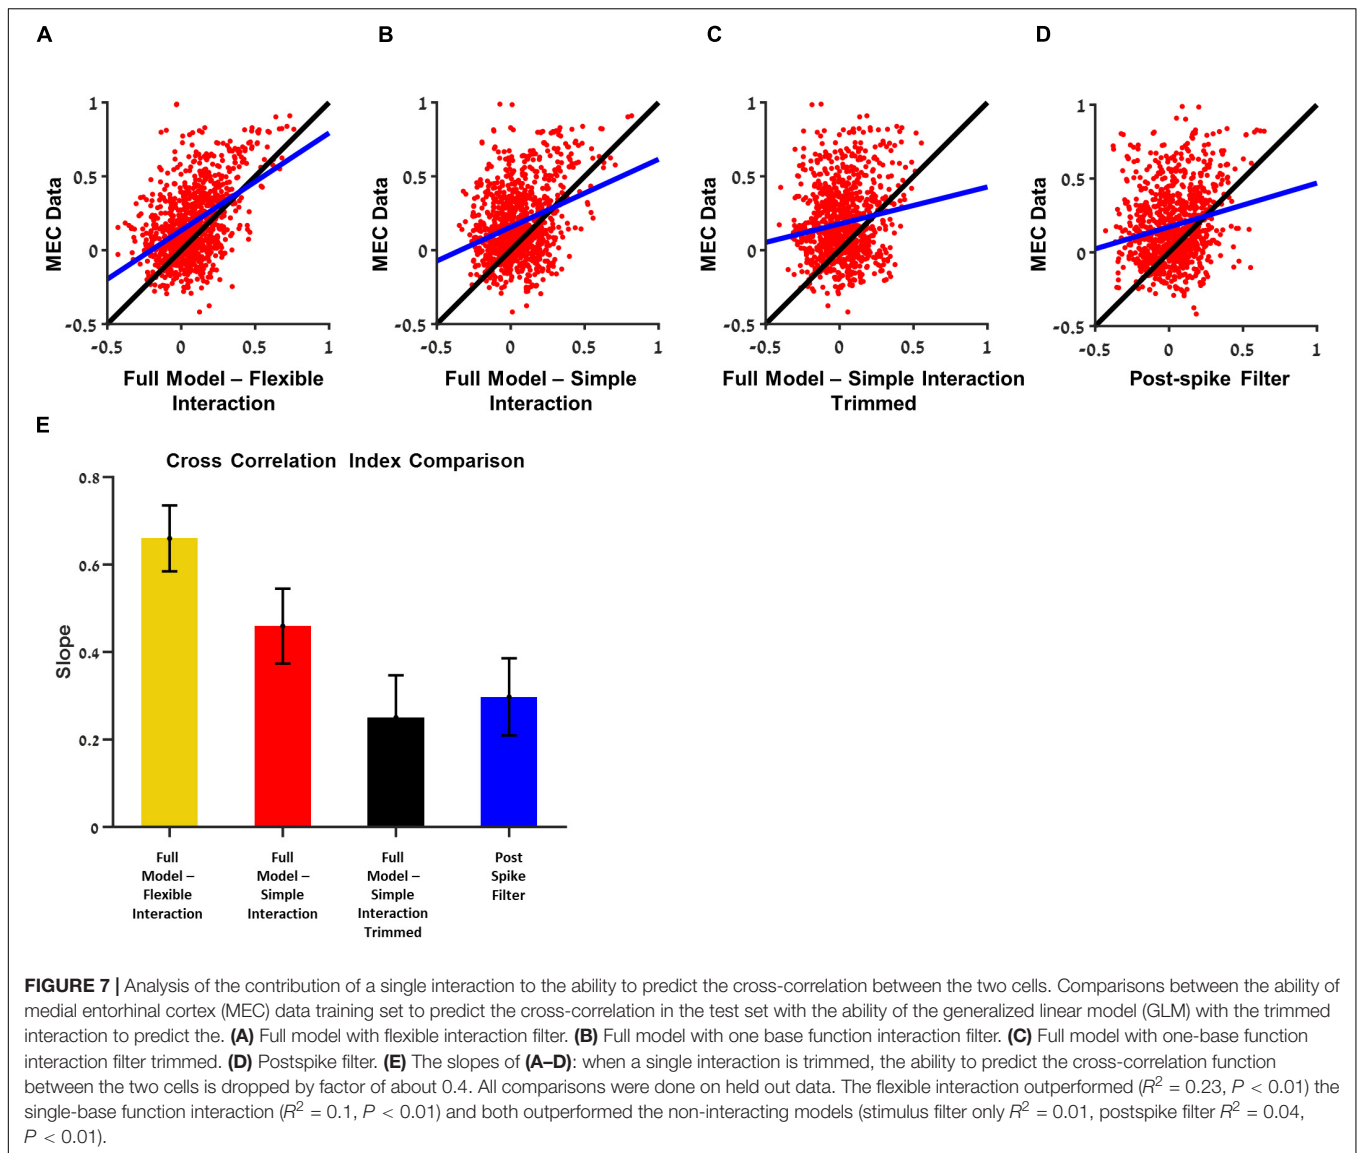 A
B
C
D
1
0.5
0
-0.5
MEC Data
-0.5 0 0.5 1
Full Model – Flexible
Interaction
1
0.5
0
-0.5
MEC Data
-0.5 0 0.5 1
Full Model – Simple
Interaction
1
0.5
0
-0.5
MEC Data
-0.5 0 0.5 1
Full Model – Simple Interaction
Trimmed
1
0.5
0
-0.5
MEC Data
-0.5 0 0.5 1
Post-spike Filter
E
Cross Correlation Index Comparison
0.8
0.6
0.4
0.2
0
Slope
Full
Model –
Flexible
Interaction
Full
Model –
Simple
Interaction
Full
Model –
Simple
Interaction
Trimmed
Post
Spike
Filter
FIGURE 7 | Analysis of the contribution of a single interaction to the ability to predict the cross-correlation between the two cells. Comparisons between the ability of
medial entorhinal cortex (MEC) data training set to predict the cross-correlation in the test set with the ability of the generalized linear model (GLM) with the trimmed
interaction to predict the. (A) Full model with flexible interaction filter. (B) Full model with one base function interaction filter. (C) Full model with one-base function
interaction filter trimmed. (D) Postspike filter. (E) The slopes of (A–D): when a single interaction is trimmed, the ability to predict the cross-correlation function
between the two cells is dropped by factor of about 0.4. All comparisons were done on held out data. The flexible interaction outperformed (R² = 0.23, P < 0.01) the
single-base function interaction (R² = 0.1, P < 0.01) and both outperformed the non-interacting models (stimulus filter only R² = 0.01, postspike filter R² = 0.04,
P < 0.01).